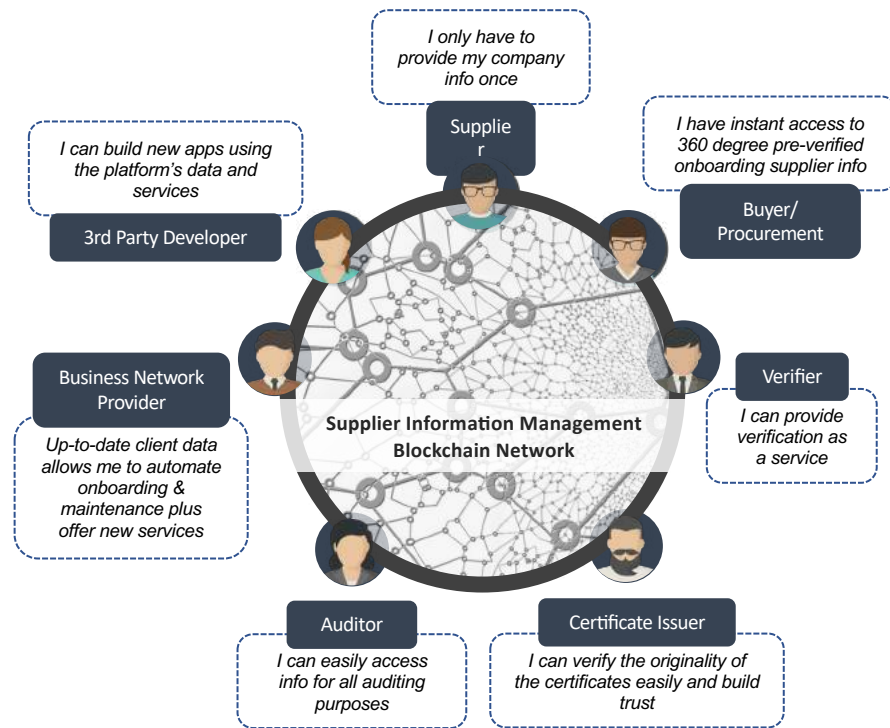 I only have to
provide my company
info once
Supplie
r
I can build new apps using
the platform's data and
services
3rd Party Developer
I have instant access to
360 degree pre-verified
onboarding supplier info
Buyer/
Procurement
Business Network
Provider
Up-to-date client data
allows me to automate
onboarding &
maintenance plus
offer new services
Supplier Information Management
Blockchain Network
Verifier
I can provide
verification as
a service
Auditor
I can easily access
info for all auditing
purposes
Certificate Issuer
I can verify the originality of
the certificates easily and build
trust